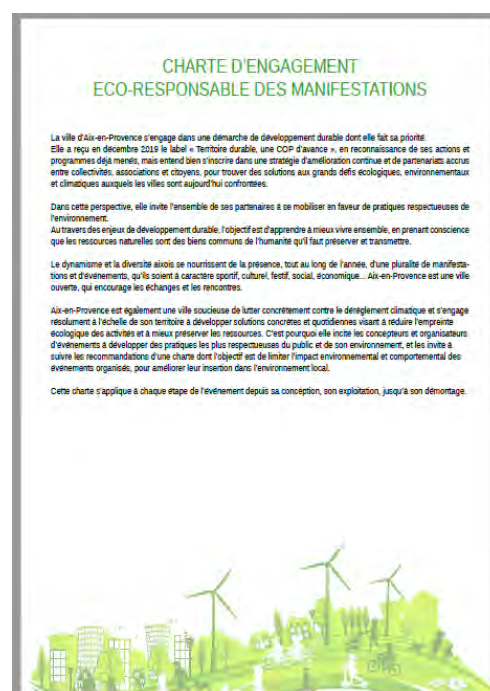 CHARTE D'ENGAGEMENT
ECO-RESPONSABLE DES MANIFESTATIONS
La ville d'Aix-en-Provence s'engage dans une démarche de développement durable dont elle fait sa priorité.
Elle a reçu en décembre 2019 le label « Territoire durable, une COP d'avance », en reconnaissance de ses actions et
programmes déjà menés, mais entend bien s'inscrire dans une stratégie d'amélioration continue et de partenariats accrus
entre collectivités, associations et citoyens, pour trouver des solutions aux grands défis écologiques, environnementaux
et climatiques auxquels les villes sont aujourd'hui confrontées.
Dans cette perspective, elle invite l'ensemble de ses partenaires à se mobiliser en faveur de pratiques respectueuses de
l'environnement.
Au travers des enjeux de développement durable, l'objectif est d'apprendre à mieux vivre ensemble, en prenant conscience
que les ressources naturelles sont des biens communs de l'humanité qu'il faut préserver et transmettre.
Le dynamisme et la diversité aixois se nourrissent de la présence, tout au long de l'année, d'une pluralité de manifesta-
tions et d'événements, qu'ils soient à caractère sportif, culturel, festif, social, économique... Aix-en-Provence est une ville
ouverte, qui encourage les échanges et les rencontres.
Aix-en-Provence est également une ville soucieuse de lutter concrètement contre le dérèglement climatique et s'engage
résolument à l'échelle de son territoire à développer solutions concrètes et quotidiennes visant à réduire l'empreinte
écologique des activités et à mieux préserver les ressources. C'est pourquoi elle incite les concepteurs et organisateurs
d'événements à développer des pratiques les plus respectueuses du public et de son environnement, et les invite à
suivre les recommandations d'une charte dont l'objectif est de limiter l'impact environnemental et comportemental des
événements organisés, pour améliorer leur insertion dans l'environnement local.
Cette charte s'applique à chaque étape de l'événement depuis sa conception, son exploitation, jusqu'à son démontage.